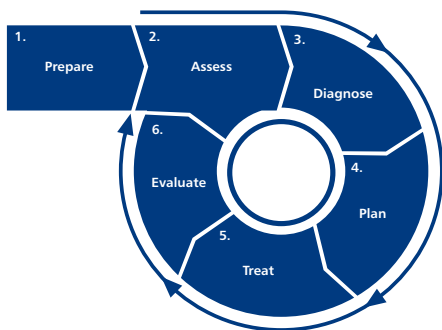 1.
Prepare
2.
Assess
3.
Diagnose
4.
Plan
5.
Treat
6.
Evaluate